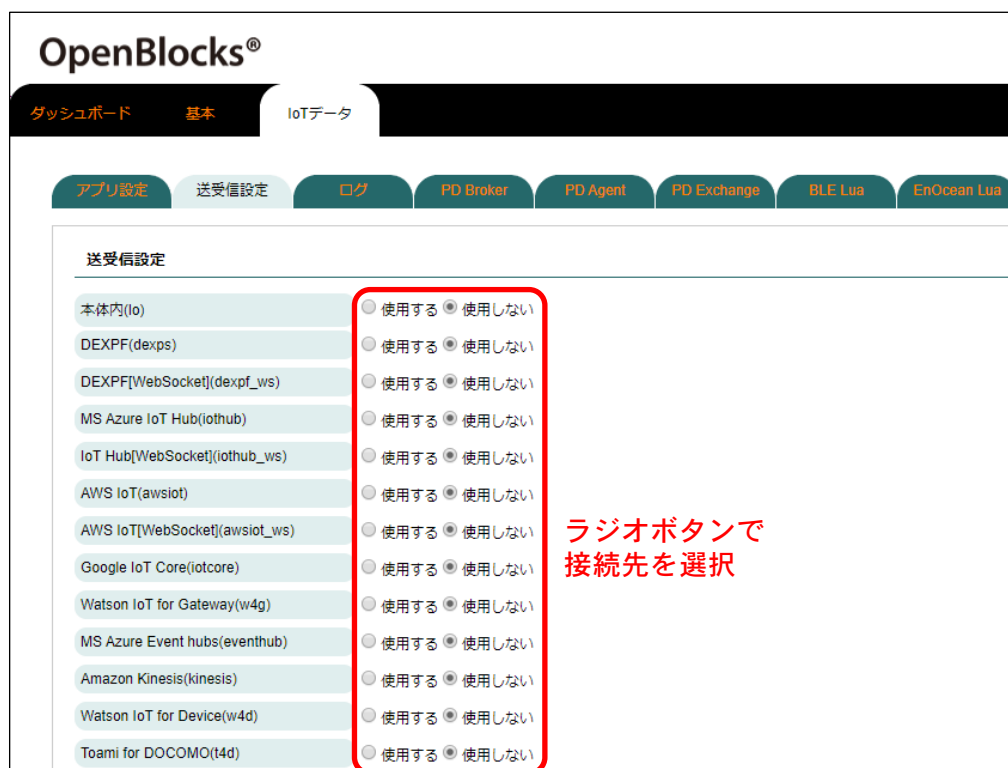 OpenBlocks®
ダッシュボード 基本 IoTデータ
アプリ設定 送受信設定 ログ PD Broker PD Agent PD Exchange BLE Lua EnOcean Lua
送受信設定
本体内(lo) 使用する 使用しない
DEXPF(dexps) 使用する 使用しない
DEXPF[WebSocket](dexpf_ws) 使用する 使用しない
MS Azure IoT Hub(iothub) 使用する 使用しない
IoT Hub[WebSocket](iothub_ws) 使用する 使用しない
AWS IoT(awsiot) 使用する 使用しない
AWS IoT[WebSocket](awsiot_ws) 使用する 使用しない
ラジオボタンで
接続先を選択
Google IoT Core(iotcore) 使用する 使用しない
Watson IoT for Gateway(w4g) 使用する 使用しない
MS Azure Event hubs(eventhub) 使用する 使用しない
Amazon Kinesis(kinesis) 使用する 使用しない
Watson IoT for Device(w4d) 使用する 使用しない
Toami for DOCOMO(t4d) 使用する 使用しない